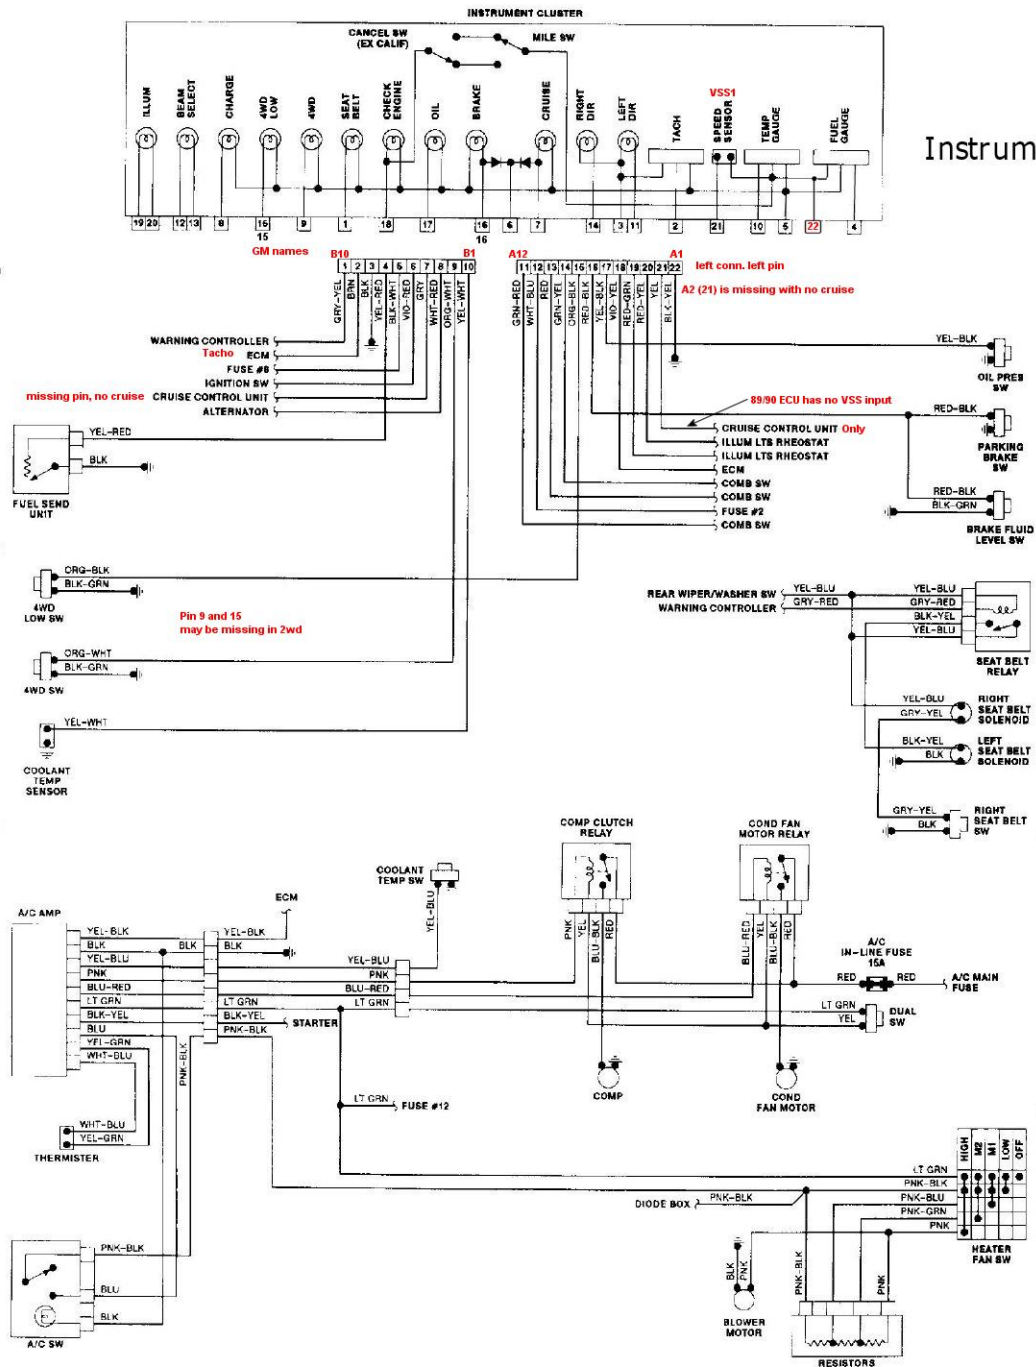 INSTRUMENT CLUSTER
CANCEL SW
(EX CALIF)
MILE SW
ILLUM
BEAM
SELECT
CHARGE
4WD
LOW
4WD
SEAT
BELT
CHECK
ENGINE
OIL
BRAKE
CRUISE
RIGHT
DIR
LEFT
DIR
TACH
VSS1
SPEED
SENSOR
TEMP
GAUGE
FUEL
GAUGE
Instrum
19 20 12 13 8 15 9 1 18 17 16 6 7 14 3 11 2 21 10 5 22 4
15
16
GM names
B10
B1
A12
A1
1 2 3 4 5 6 7 8 9 10
11 12 13 14 15 16 17 18 19 20 21 22
left conn. left pin
A2 (21) is missing with no cruise
GRY-YEL
BRN
BLK
YEL-RED
BLK-WHT
VIO-RED
GRY
WHT-RED
ORG-WHT
YEL-WHT
GRN-RED
WHT-BLU
RED
GRN-YEL
ORG-BLK
RED-BLK
YEL-BLK
VIO-YEL
RED-GRN
RED-YEL
YEL
BLK-YEL
WARNING CONTROLLER
Tacho ECM
FUSE #8
IGNITION SW
missing pin, no cruise CRUISE CONTROL UNIT
ALTERNATOR
YEL-BLK
OIL PRES
SW
89/90 ECU has no VSS input
CRUISE CONTROL UNIT Only
ILLUM LTS RHEOSTAT
ILLUM LTS RHEOSTAT
ECM
COMB SW
COMB SW
FUSE #2
COMB SW
RED-BLK
PARKING
BRAKE
SW
RED-BLK
BLK-GRN
BRAKE FLUID
LEVEL SW
YEL-RED
BLK
FUEL SEND
UNIT
ORG-BLK
BLK-GRN
4WD
LOW SW
Pin 9 and 15
may be missing in 2wd
ORG-WHT
BLK-GRN
4WD SW
YEL-WHT
COOLANT
TEMP
SENSOR
REAR WIPER/WASHER SW
WARNING CONTROLLER
YEL-BLU
GRY-RED
YEL-BLU
GRY-RED
BLK-YEL
YEL-BLU
SEAT BELT
RELAY
YEL-BLU
GRY-YEL
RIGHT
SEAT BELT
SOLENOID
BLK-YEL
BLK
LEFT
SEAT BELT
SOLENOID
GRY-YEL
BLK
RIGHT
SEAT BELT
SW
COMP CLUTCH
RELAY
COND FAN
MOTOR RELAY
COOLANT
TEMP SW
YEL-BLU
ECM
A/C AMP
YEL-BLK
BLK
YEL-BLU
PNK
BLU-RED
LT GRN
BLK-YEL
BLU
YEL-GRN
WHT-BLU
BLK
YEL-BLK
BLK
LT GRN
BLK-YEL
PNK-BLK
STARTER
YEL-BLU
PNK
BLU-RED
LT GRN
PNK
YEL
BLU-BLK
RED
BLU-RED
YEL
BLU-BLK
RED
A/C
IN-LINE FUSE
15A
RED
RED
A/C MAIN
FUSE
LT GRN
YEL
DUAL
SW
COMP
COND
FAN MOTOR
PNK-BLK
LT GRN
FUSE #12
WHT-BLU
YEL-GRN
THERMISTER
HIGH
M2
M1
LOW
OFF
LT GRN
PNK-BLK
PNK-BLU
PNK-GRN
PNK
HEATER
FAN SW
DIODE BOX
PNK-BLK
PNK-BLK
BLU
BLK
A/C SW
BLK
PNK
BLOWER
MOTOR
PNK-BLK
PNK
RESISTORS